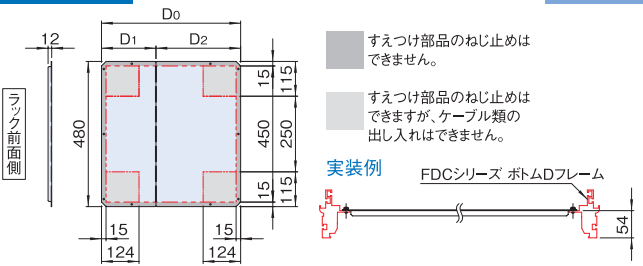 D0
D1
D2
12
ラック前面側
480
15
115
450
250
15
115
15
15
124
124
すえつけ部品のねじ止めは
できません。
すえつけ部品のねじ止めは
できますが、ケーブル類の
出し入れはできません。
実装例
FDCシリーズ ボトムDフレーム
54